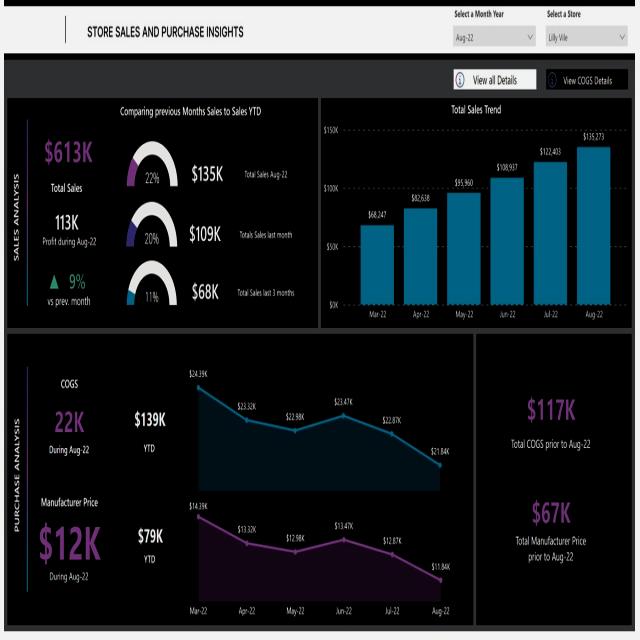 STORE SALES AND PURCHASE INSIGHTS
Select a Month Year
Aug-22
Select a Store
Lilly Vile
View all Details
View COGS Details
SALES ANALYSIS
$613K
Total Sales
113K
Profit during Aug-22
9%
vs prev. month
Comparing previous Months Sales to Sales YTD
22%
$135K
Total Sales Aug-22
20%
$109K
Totals Sales last month
11%
$68K
Total Sales last 3 months
Total Sales Trend
$150K
$100K
$50K
$0K
$68,247
$82,638
$95,960
$108,937
$122,403
$135,273
Mar-22
Apr-22
May-22
Jun-22
Jul-22
Aug-22
PURCHASE ANALYSIS
COGS
22K
During Aug-22
$139K
YTD
$24.39K
$23.32K
$22.98K
$23.47K
$22.87K
$21.84K
Manufacturer Price
$12K
During Aug-22
$79K
YTD
$14.39K
$13.32K
$12.98K
$13.47K
$12.87K
$11.84K
Mar-22
Apr-22
May-22
Jun-22
Jul-22
Aug-22
$117K
Total COGS prior to Aug-22
$67K
Total Manufacturer Price
prior to Aug-22